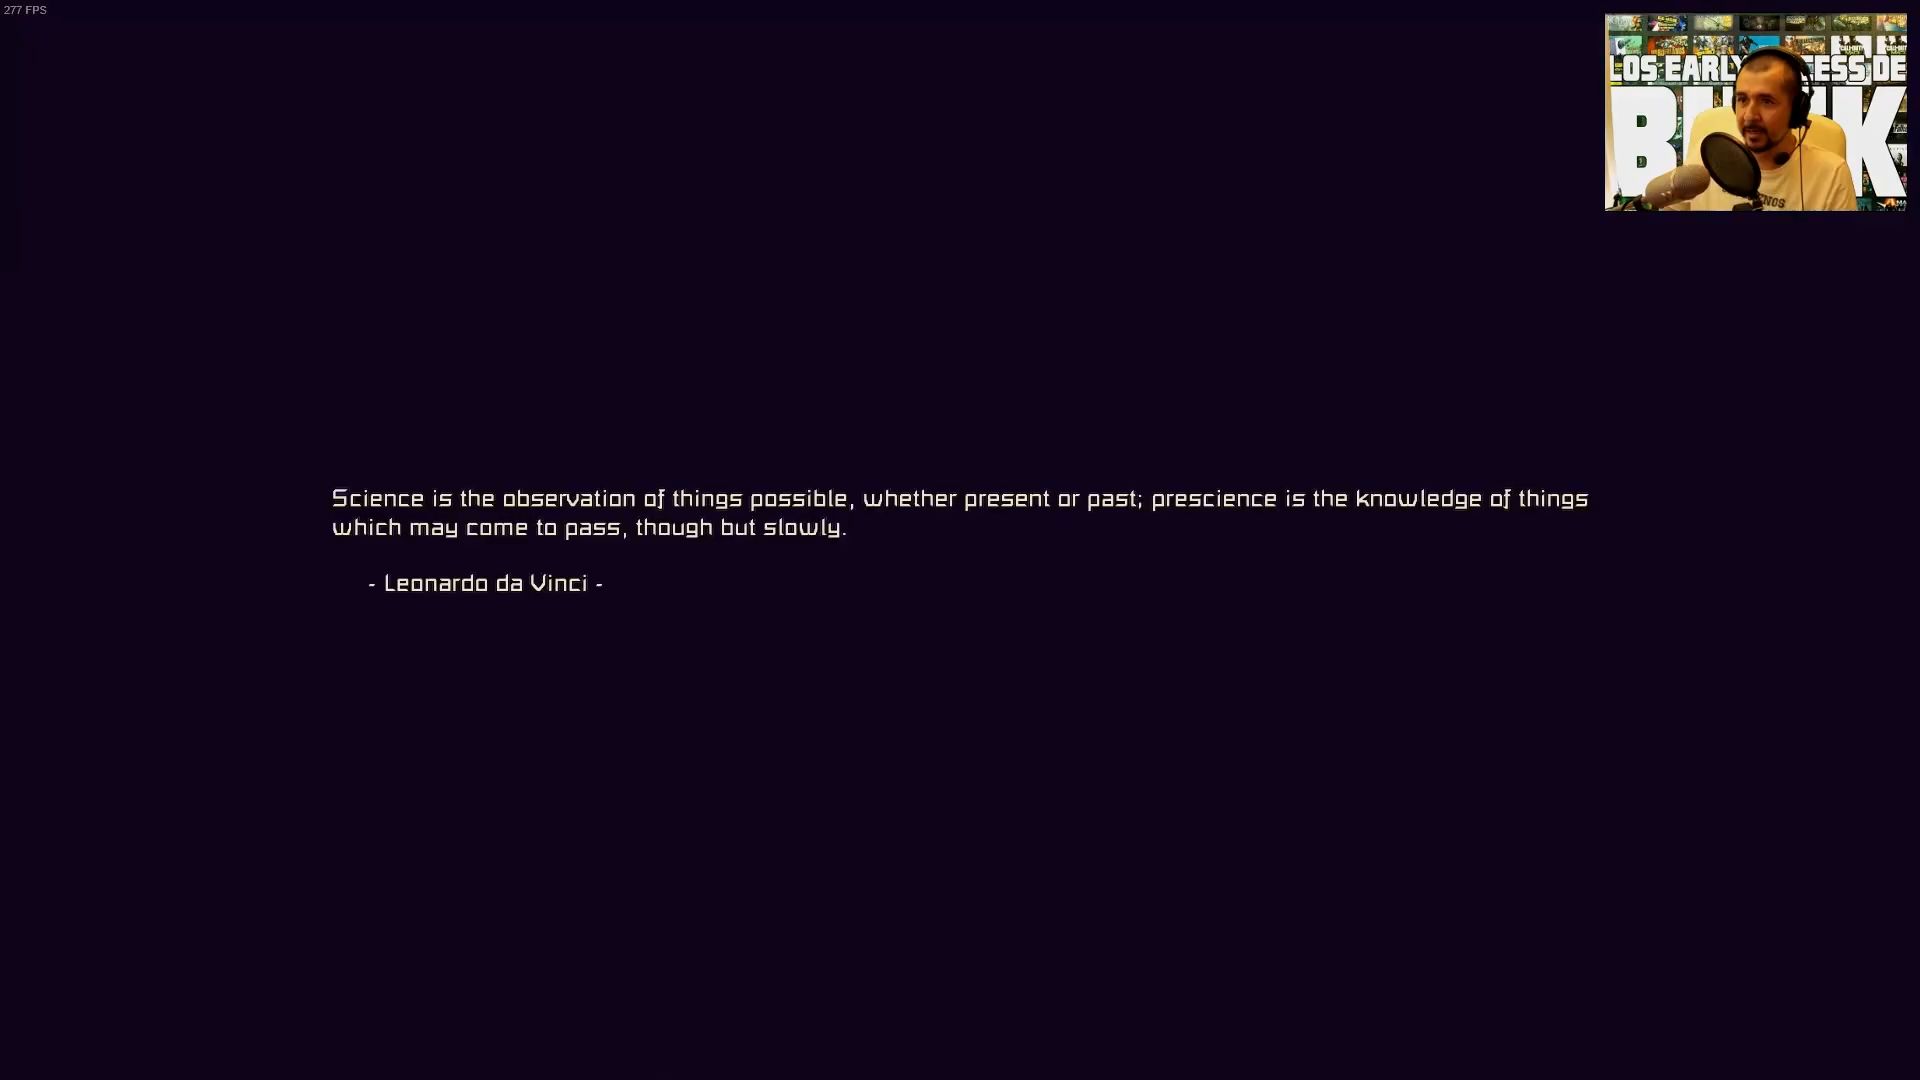 277 FPS
LOS EARLY ACCESS DE
Science is the observation of things possible, whether present or past; prescience is the knowledge of things
which may come to pass, though but slowly.
- Leonardo da Vinci -